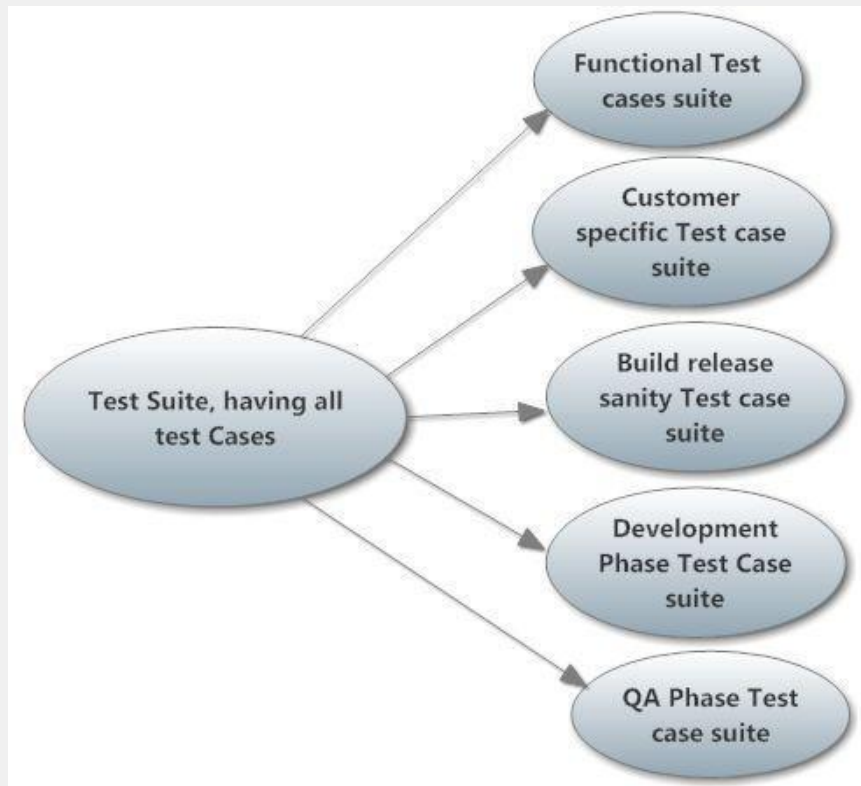 Functional Test
cases suite
Customer
specific Test case
suite
Test Suite, having all
test Cases
Build release
sanity Test case
suite
Development
Phase Test Case
suite
QA Phase Test
case suite